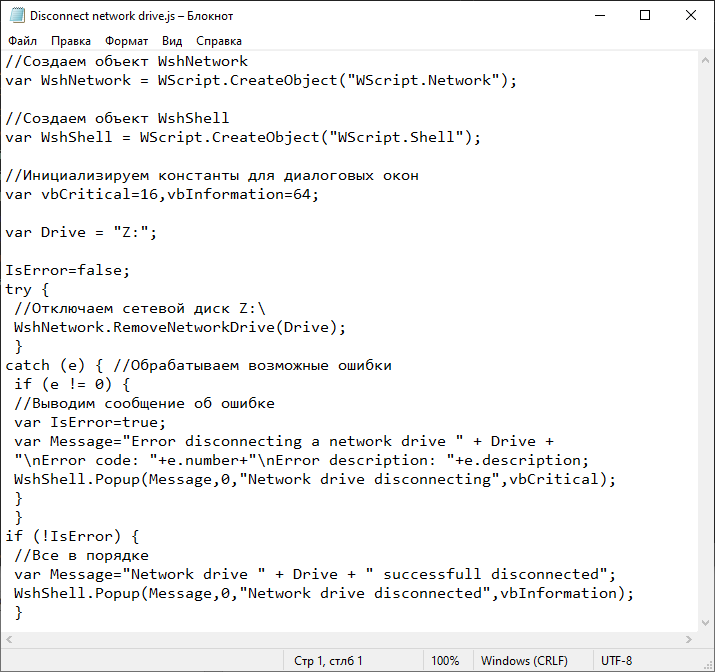 Disconnect network drive.js – Блокнот
Файл Правка Формат Вид Справка
//Создаем объект WshNetwork
var WshNetwork = WScript.CreateObject("WScript.Network");

//Создаем объект WshShell
var WshShell = WScript.CreateObject("WScript.Shell");

//Инициализируем константы для диалоговых окон
var vbCritical=16,vbInformation=64;

var Drive = "Z:";

IsError=false;
try {
 //Отключаем сетевой диск Z:\
 WshNetwork.RemoveNetworkDrive(Drive);
 }
catch (e) { //Обрабатываем возможные ошибки
 if (e != 0) {
 //Выводим сообщение об ошибке
 var IsError=true;
 var Message="Error disconnecting a network drive " + Drive +
 "\nError code: "+e.number+"\nError description: "+e.description;
 WshShell.Popup(Message,0,"Network drive disconnecting",vbCritical);
 }
 }
if (!IsError) {
 //Все в порядке
 var Message="Network drive " + Drive + " successfull disconnected";
 WshShell.Popup(Message,0,"Network drive disconnected",vbInformation);
 }
Стр 1, стлб 1 100% Windows (CRLF) UTF-8